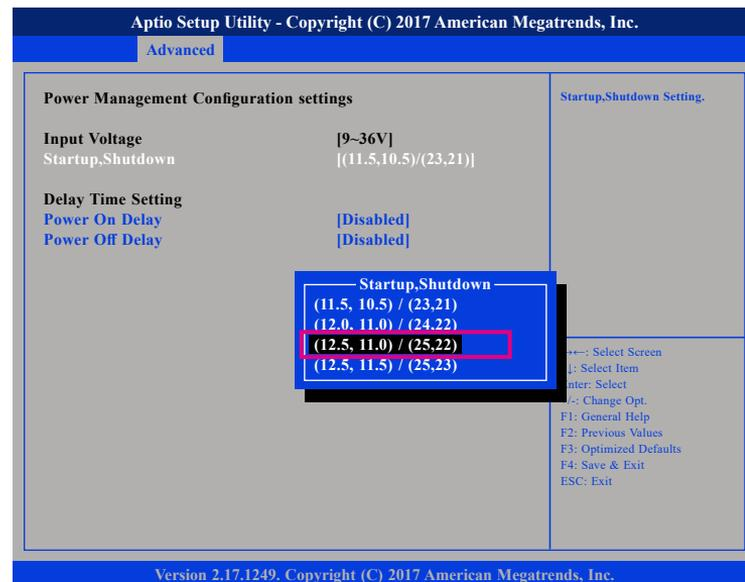 Aptio Setup Utility - Copyright (C) 2017 American Megatrends, Inc.
Advanced
Power Management Configuration settings
Input Voltage [9~36V]
Startup,Shutdown [(11.5,10.5)/(23,21)]
Delay Time Setting
Power On Delay [Disabled]
Power Off Delay [Disabled]
Startup,Shutdown Setting.
Startup,Shutdown
(11.5, 10.5) / (23,21)
(12.0, 11.0) / (24,22)
(12.5, 11.0) / (25,22)
(12.5, 11.5) / (25,23)
→←: Select Screen
↓: Select Item
nter: Select
/-: Change Opt.
F1: General Help
F2: Previous Values
F3: Optimized Defaults
F4: Save & Exit
ESC: Exit
Version 2.17.1249. Copyright (C) 2017 American Megatrends, Inc.